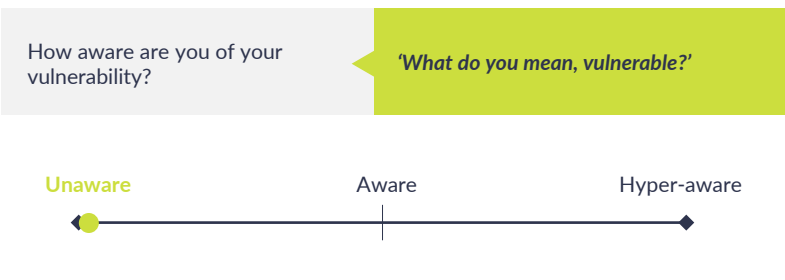 How aware are you of your
vulnerability?
‘What do you mean, vulnerable?’
Unaware
Aware
Hyper-aware